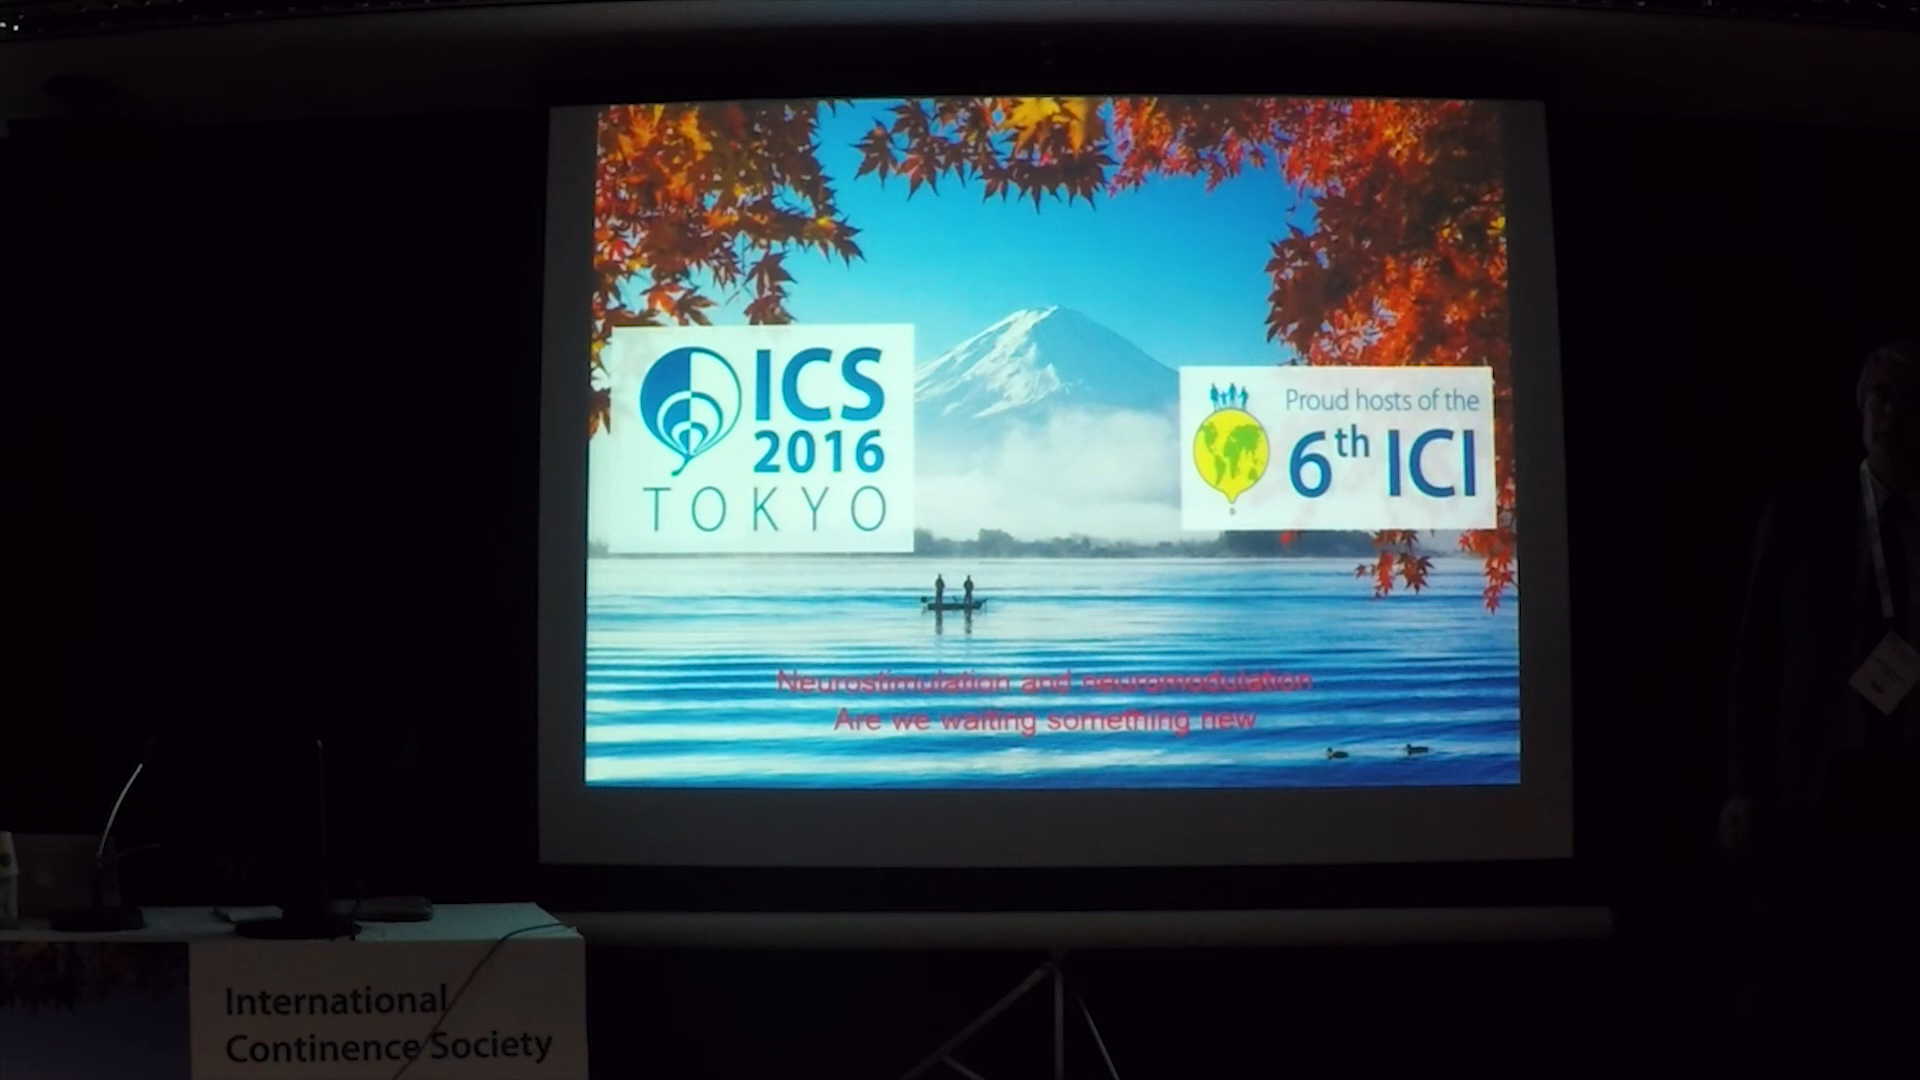 ICS
2016
TOKYO
Proud hosts of the
6th ICI
Neurostimulation and neuromodulation
Are we waiting something new
International
Continence Society